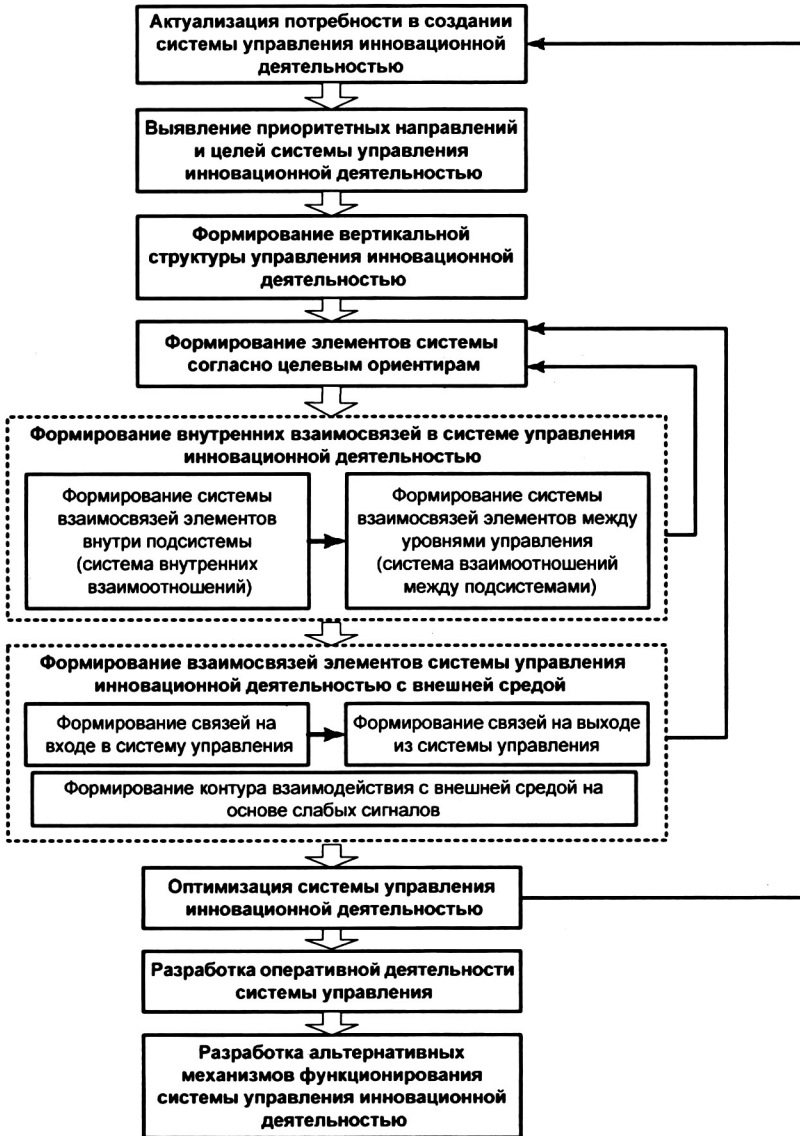 Актуализация потребности в создании
системы управления инновационной
деятельностью
Выявление приоритетных направлений
и целей системы управления
инновационной деятельностью
Формирование вертикальной
структуры управления инновационной
деятельностью
Формирование элементов системы
согласно целевым ориентирам
Формирование внутренних взаимосвязей в системе управления
инновационной деятельностью
Формирование системы
взаимосвязей элементов
внутри подсистемы
(система внутренних
взаимоотношений)
Формирование системы
взаимосвязей элементов между
уровнями управления
(система взаимоотношений
между подсистемами)
Формирование взаимосвязей элементов системы управления
инновационной деятельностью с внешней средой
Формирование связей на
входе в систему управления
Формирование связей на выходе
из системы управления
Формирование контура взаимодействия с внешней средой на
основе слабых сигналов
Оптимизация системы управления
инновационной деятельностью
Разработка оперативной деятельности
системы управления
Разработка альтернативных
механизмов функционирования
системы управления инновационной
деятельностью